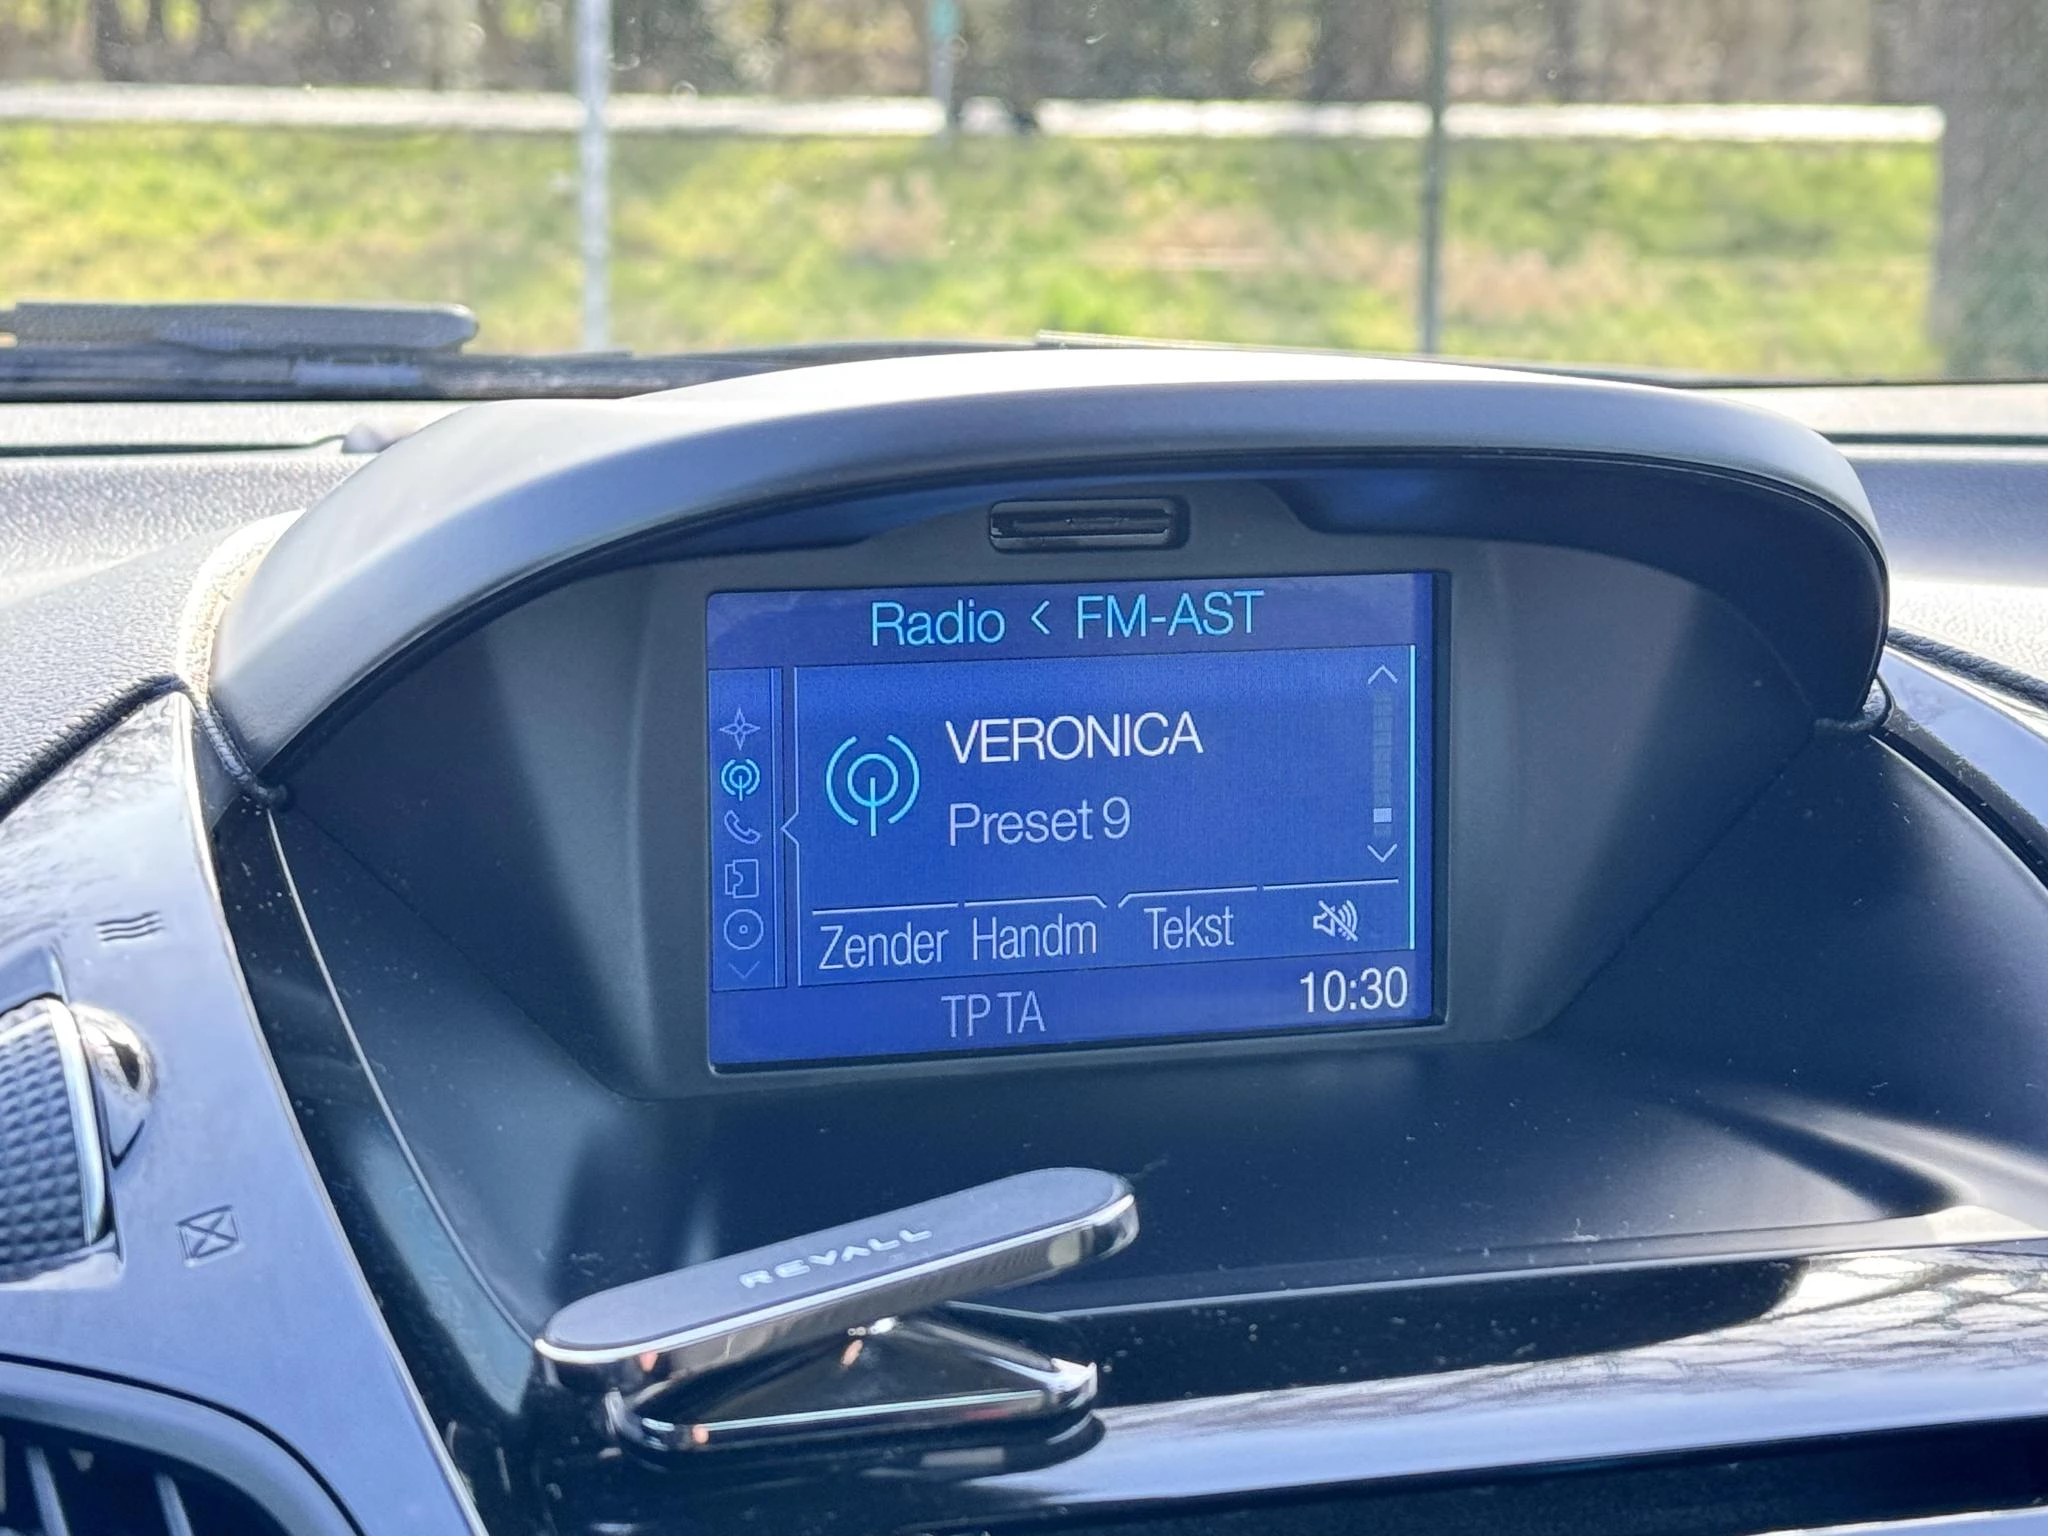 Radio < FM-AST
VERONICA
Preset 9
Zender Handm Tekst
TP TA 10:30
REVALL